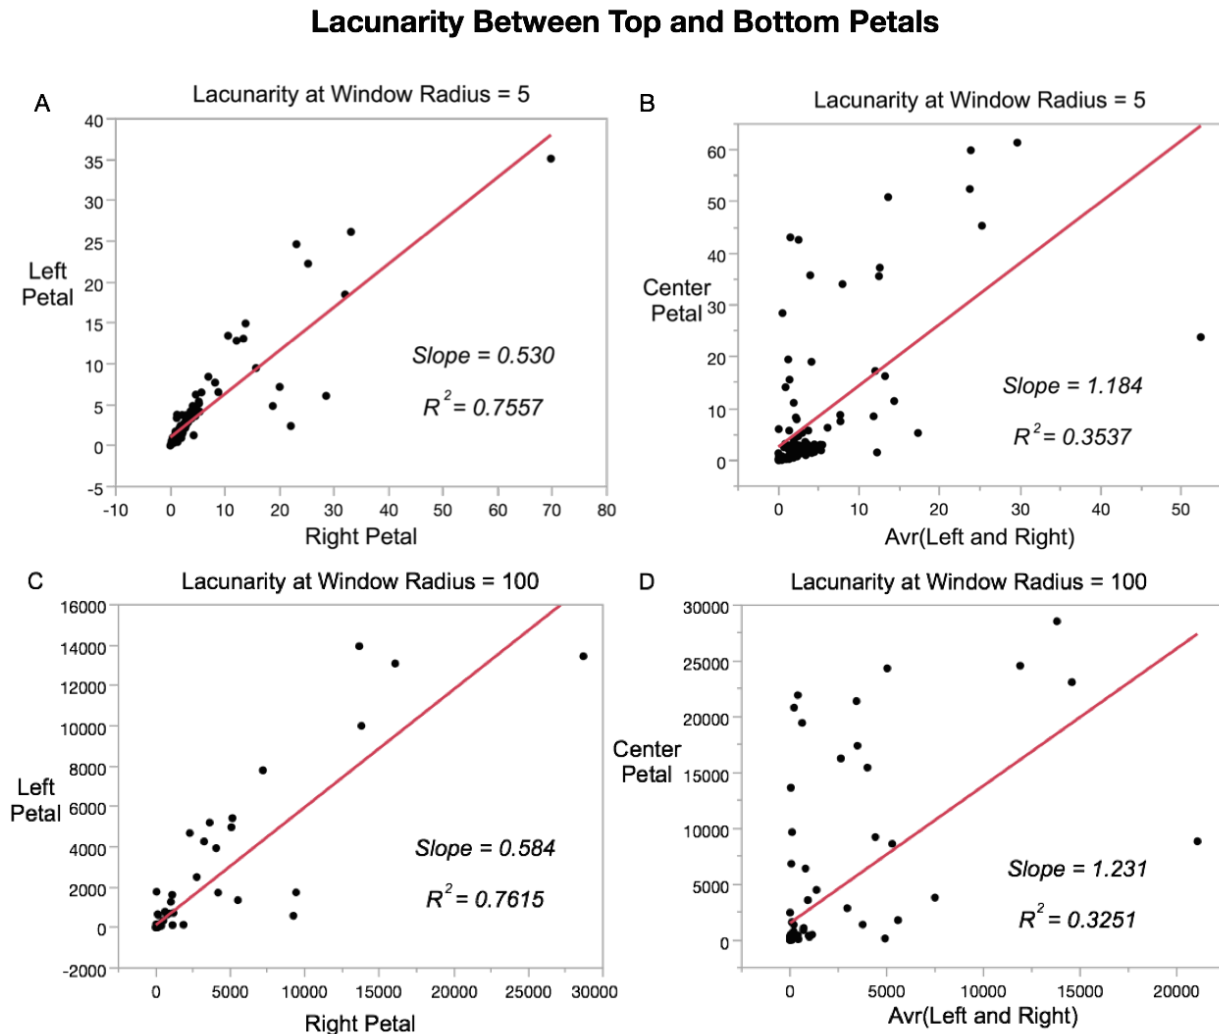 Lacunarity Between Top and Bottom Petals
A
Lacunarity at Window Radius = 5
40
35
30
25
20
15
10
5
0
-5
Left
Petal
Slope = 0.530
R² = 0.7557
-10 0 10 20 30 40 50 60 70 80
Right Petal
B
Lacunarity at Window Radius = 5
60
50
40
30
20
10
0
Center
Petal
Slope = 1.184
R² = 0.3537
0 10 20 30 40 50
Avr(Left and Right)
C
Lacunarity at Window Radius = 100
16000
14000
12000
10000
8000
6000
4000
2000
0
-2000
Left
Petal
Slope = 0.584
R² = 0.7615
0 5000 10000 15000 20000 25000 30000
Right Petal
D
Lacunarity at Window Radius = 100
30000
25000
20000
15000
10000
5000
0
Center
Petal
Slope = 1.231
R² = 0.3251
0 5000 10000 15000 20000
Avr(Left and Right)